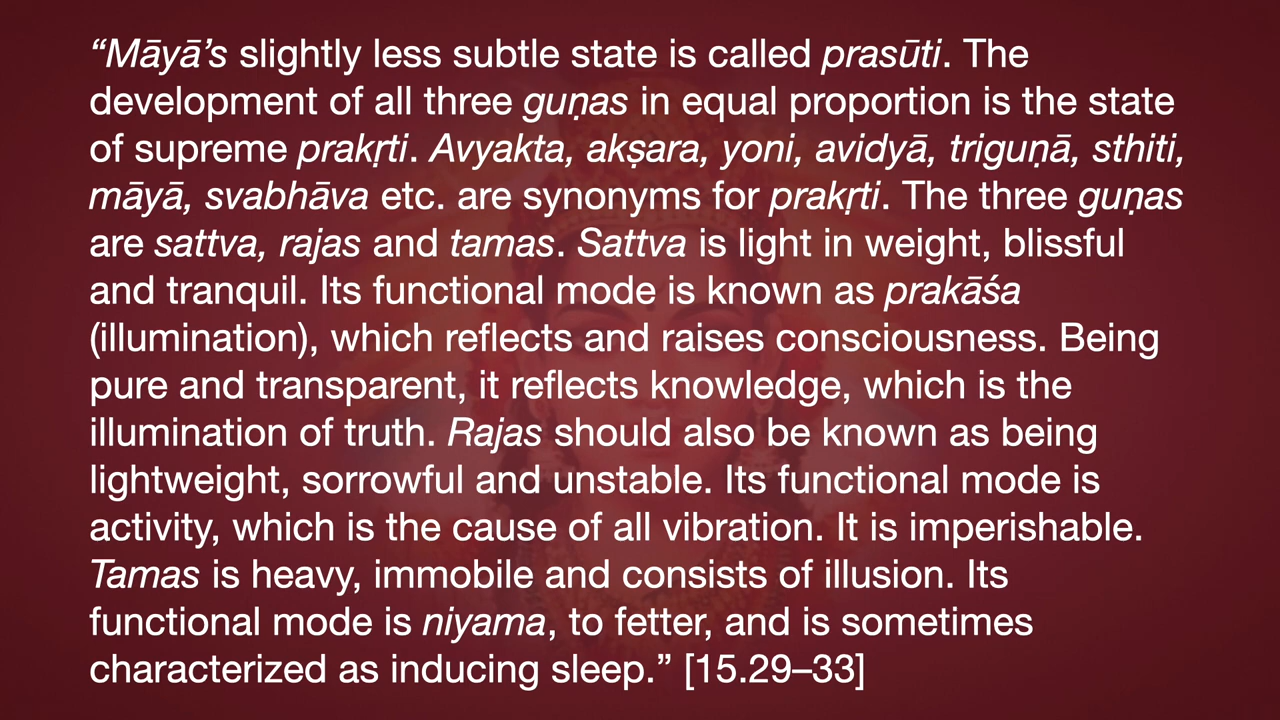 “Māyā’s slightly less subtle state is called prasūti. The
development of all three guṇas in equal proportion is the state
of supreme prakṛti. Avyakta, akṣara, yoni, avidyā, triguṇā, sthiti,
māyā, svabhāva etc. are synonyms for prakṛti. The three guṇas
are sattva, rajas and tamas. Sattva is light in weight, blissful
and tranquil. Its functional mode is known as prakāśa
(illumination), which reflects and raises consciousness. Being
pure and transparent, it reflects knowledge, which is the
illumination of truth. Rajas should also be known as being
lightweight, sorrowful and unstable. Its functional mode is
activity, which is the cause of all vibration. It is imperishable.
Tamas is heavy, immobile and consists of illusion. Its
functional mode is niyama, to fetter, and is sometimes
characterized as inducing sleep.” [15.29–33]